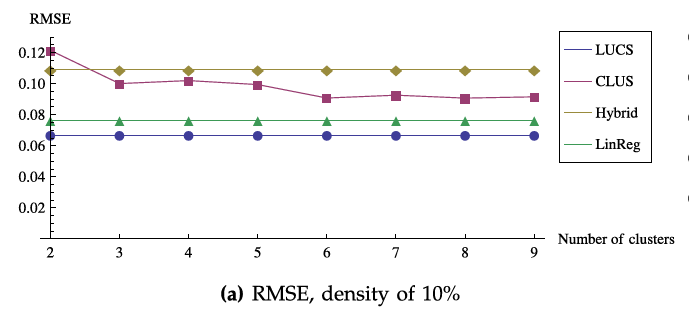 RMSE
0.12
0.10
0.08
0.06
0.04
0.02
2 3 4 5 6 7 8 9
Number of clusters
LUCS
CLUS
Hybrid
LinReg
(a) RMSE, density of 10%